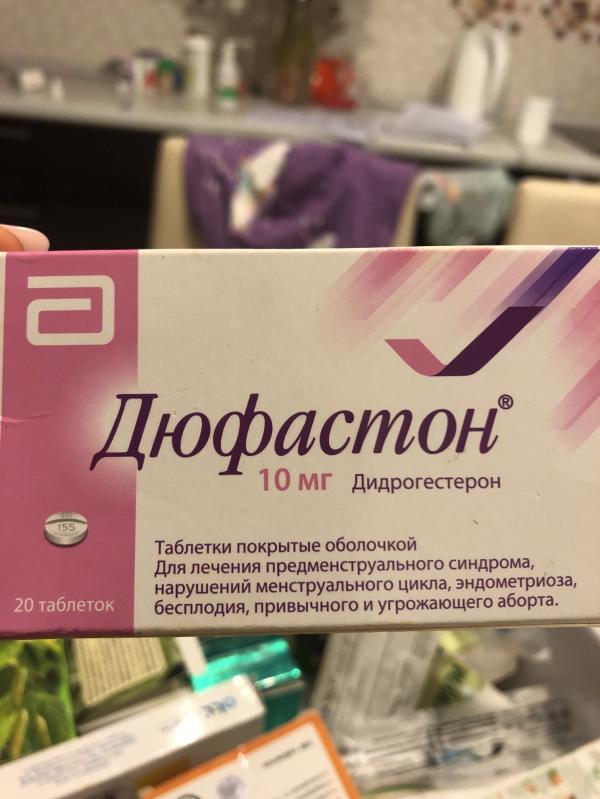 Дюфастон®
10 мг Дидрогестерон
155
Таблетки покрытые оболочкой
Для лечения предменструального синдрома,
нарушений менструального цикла, эндометриоза,
20 таблеток бесплодия, привычного и угрожающего аборта.